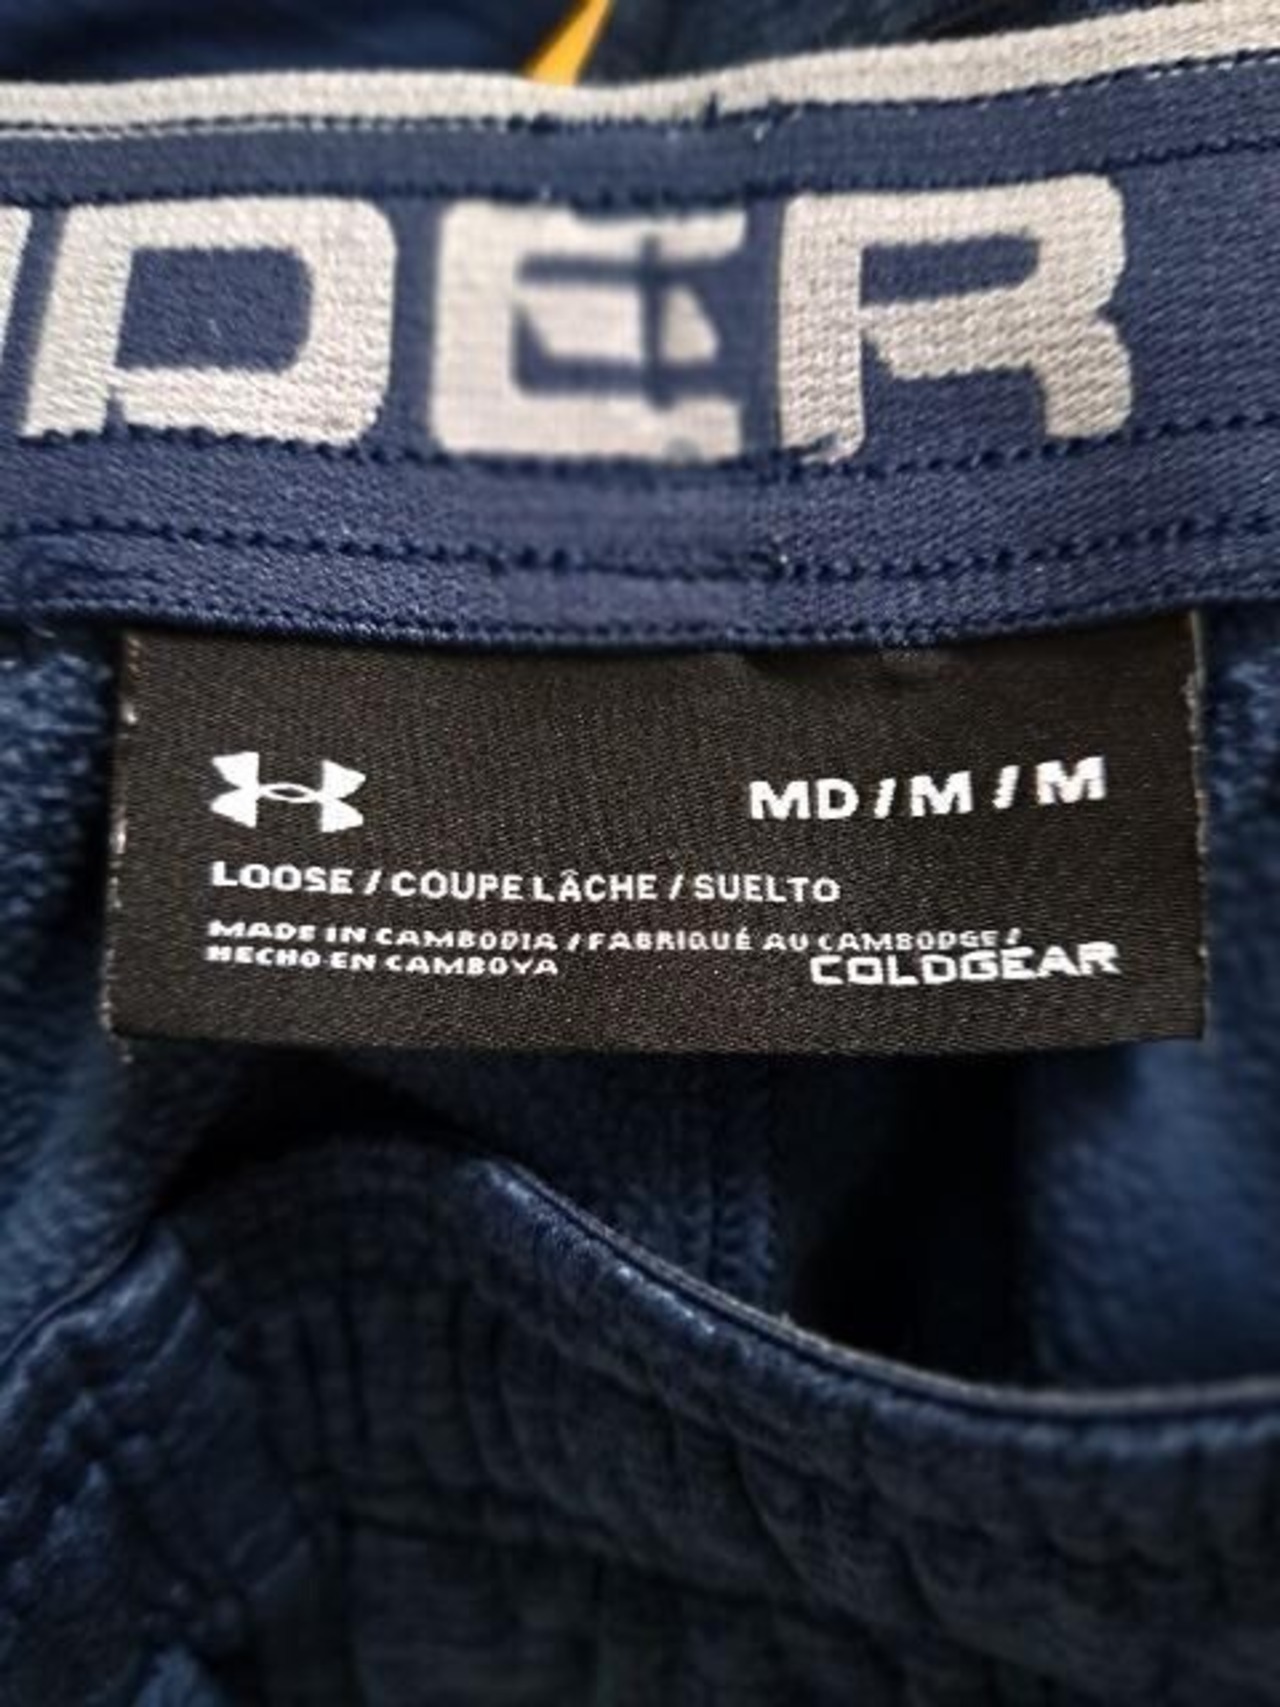 DER
MD / M / M
LOOSE / COUPE LÂCHE / SUELTO
MADE IN CAMBODIA / FABRIQUÉ AU CAMBODGE /
HECHO EN CAMBOYA
COLDGEAR